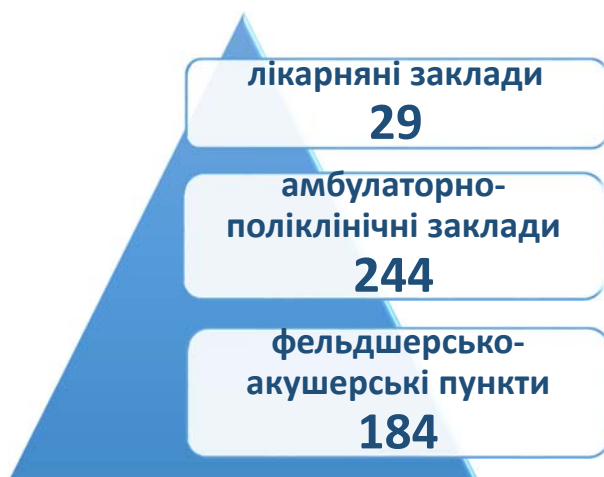 лікарняні заклади
29
амбулаторно-
поліклінічні заклади
244
фельдшерсько-
акушерські пункти
184